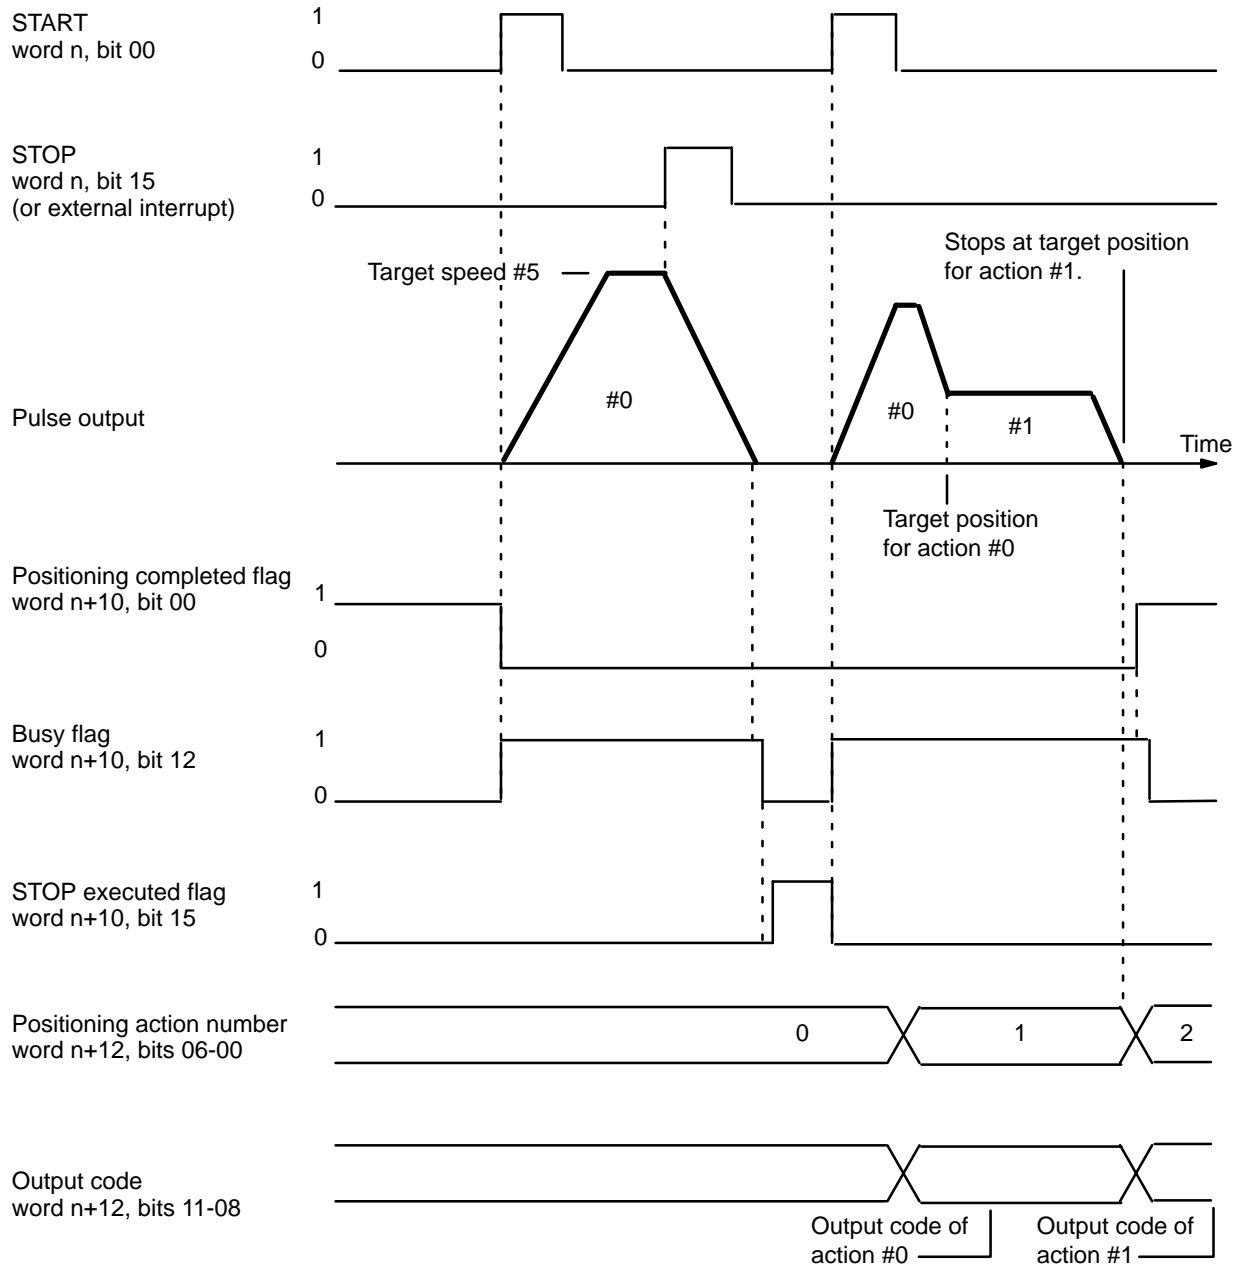 START
word n, bit 00
1
0
STOP
word n, bit 15
(or external interrupt)
1
0
Target speed #5
Stops at target position
for action #1.
Pulse output
#0
#0
#1
Time
Target position
for action #0
Positioning completed flag
word n+10, bit 00
1
0
Busy flag
word n+10, bit 12
1
0
STOP executed flag
word n+10, bit 15
1
0
Positioning action number
word n+12, bits 06-00
0
1
2
Output code
word n+12, bits 11-08
Output code of
action #0
Output code of
action #1